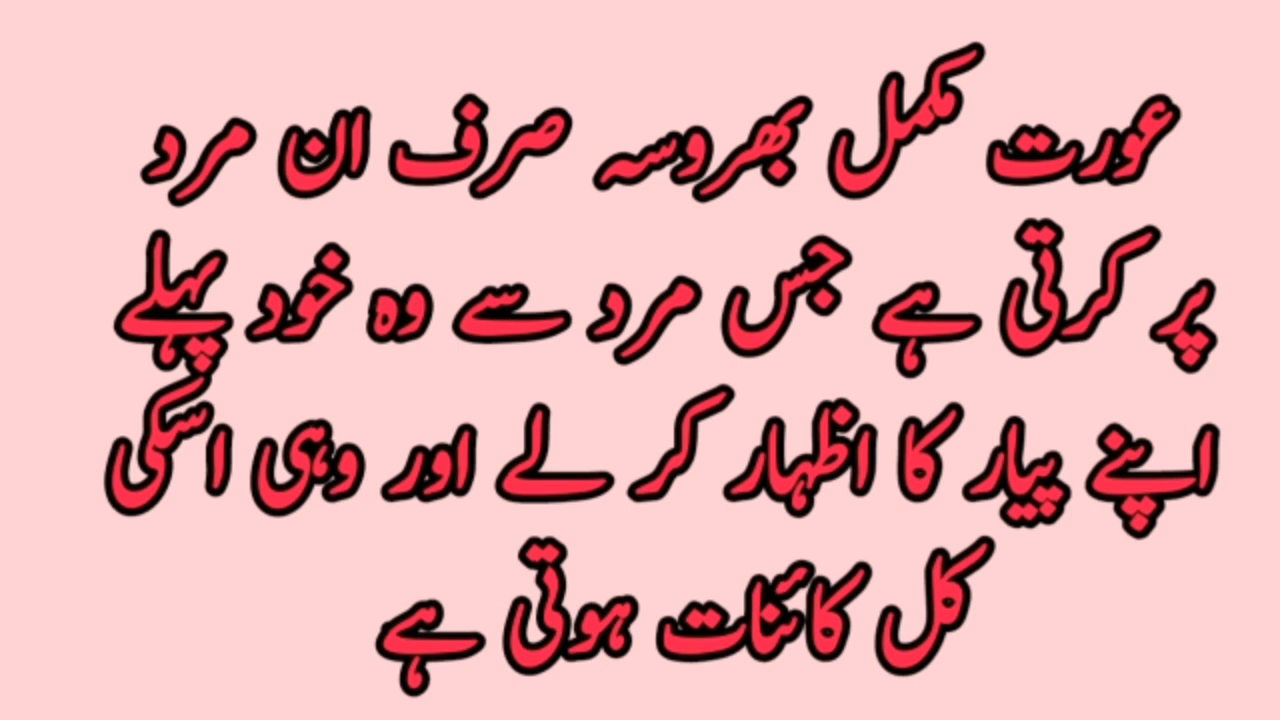 عورت مکمل بھروسہ صرف ان مرد
پر کرتی ہے جس مرد سے وہ خود پہلے
اپنے پیار کا اظہار کر لے اور وہی اسکی
کل کائنات ہوتی ہے